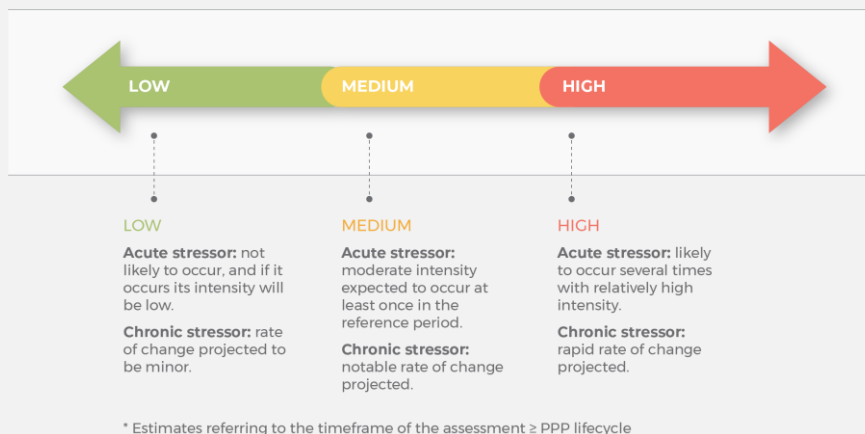 LOW
MEDIUM
HIGH
LOW
Acute stressor: not
likely to occur, and if it
occurs its intensity will
be low.
Chronic stressor: rate
of change projected to
be minor.
MEDIUM
Acute stressor:
moderate intensity
expected to occur at
least once in the
reference period.
Chronic stressor:
notable rate of change
projected.
HIGH
Acute stressor: likely
to occur several times
with relatively high
intensity.
Chronic stressor:
rapid rate of change
projected.
* Estimates referring to the timeframe of the assessment ≥ PPP lifecycle